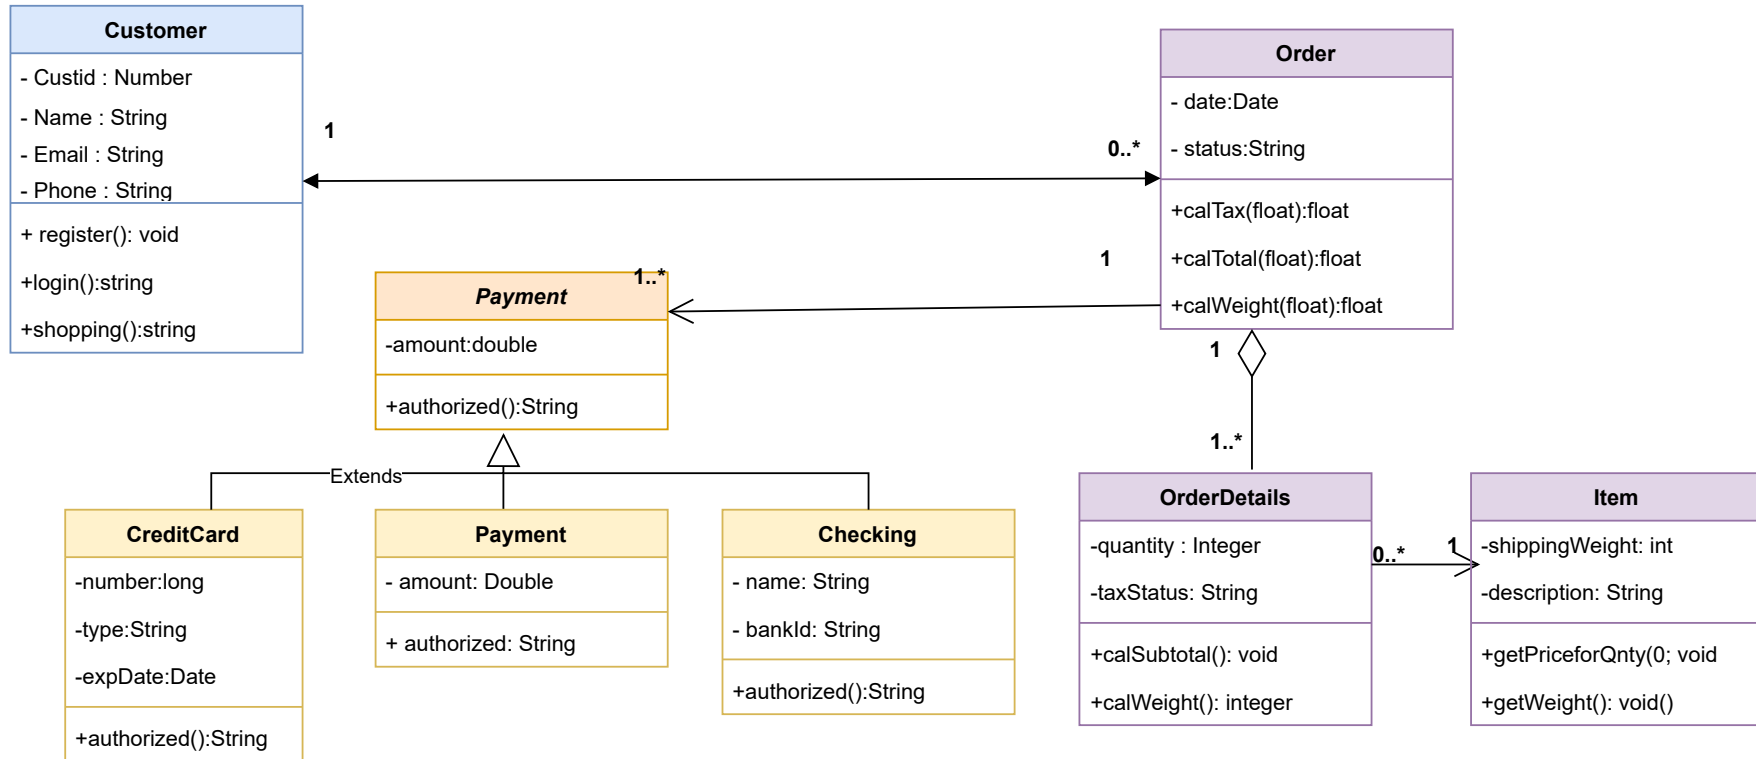 Customer
- Custid : Number
- Name : String
- Email : String
- Phone : String
+ register(): void
+login():string
+shopping():string
1
0..*
Order
- date:Date
- status:String
+calTax(float):float
+calTotal(float):float
+calWeight(float):float
1
1..*
Payment
-amount:double
+authorized():String
Extends
CreditCard
-number:long
-type:String
-expDate:Date
+authorized():String
Payment
- amount: Double
+ authorized: String
Checking
- name: String
- bankId: String
+authorized():String
1
1..*
OrderDetails
-quantity : Integer
-taxStatus: String
+calSubtotal(): void
+calWeight(): integer
0..*
1
Item
-shippingWeight: int
-description: String
+getPriceforQnty(0; void
+getWeight(): void()